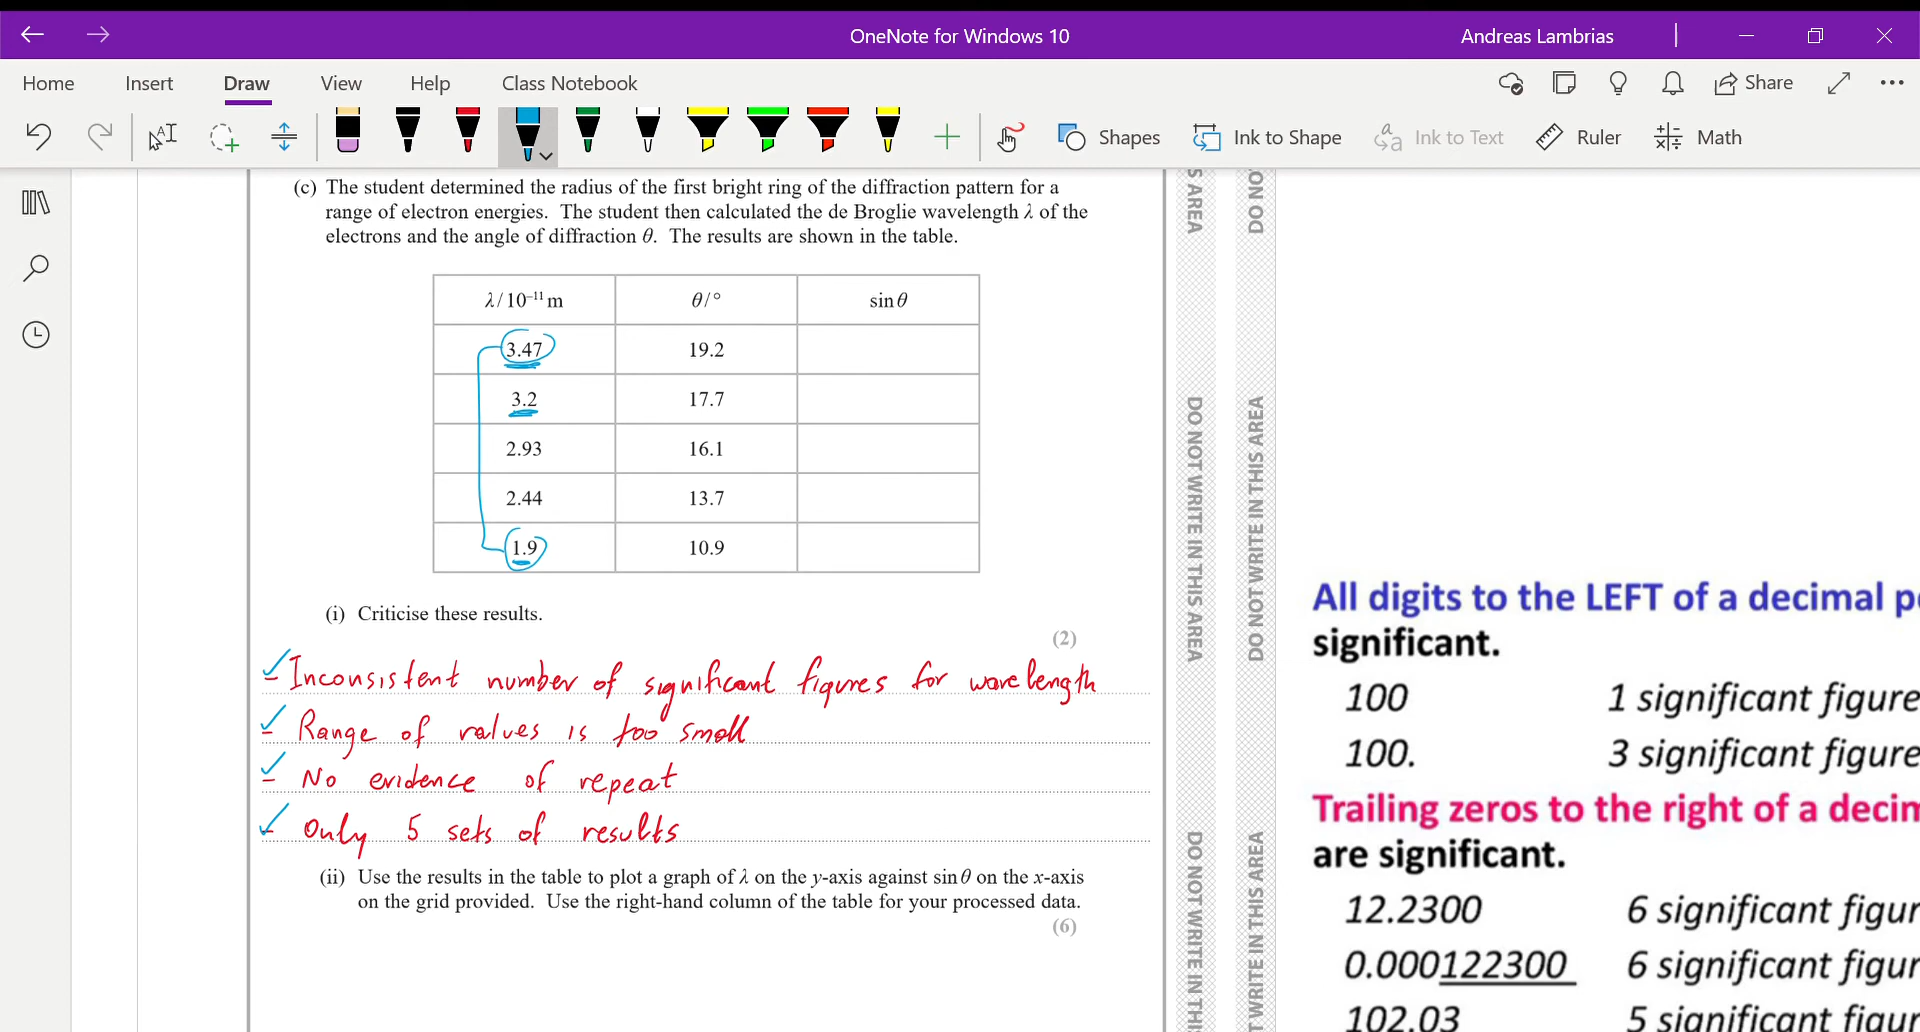 OneNote for Windows 10
Andreas Lambrias
Home Insert Draw View Help Class Notebook
Share
Shapes Ink to Shape Ink to Text Ruler Math
(c) The student determined the radius of the first bright ring of the diffraction pattern for a
range of electron energies. The student then calculated the de Broglie wavelength λ of the
electrons and the angle of diffraction θ. The results are shown in the table.
λ / 10⁻¹¹ m θ / ° sin θ
3.47 19.2
3.2 17.7
2.93 16.1
2.44 13.7
1.9 10.9
(i) Criticise these results.
(2)
- Inconsistent number of significant figures for wavelength
- Range of values is too small
- No evidence of repeat
- Only 5 sets of results
(ii) Use the results in the table to plot a graph of λ on the y-axis against sin θ on the x-axis
on the grid provided. Use the right-hand column of the table for your processed data.
(6)
S AREA
DO NOT WRITE IN THIS AREA
DO NOT WRITE IN THI
DO NO
DO NOT WRITE IN THIS AREA
T WRITE IN THIS AREA
All digits to the LEFT of a decimal p
significant.
100 1 significant figure
100. 3 significant figure
Trailing zeros to the right of a decim
are significant.
12.2300 6 significant figur
0.000122300 6 significant figur
102.03 5 significant figur